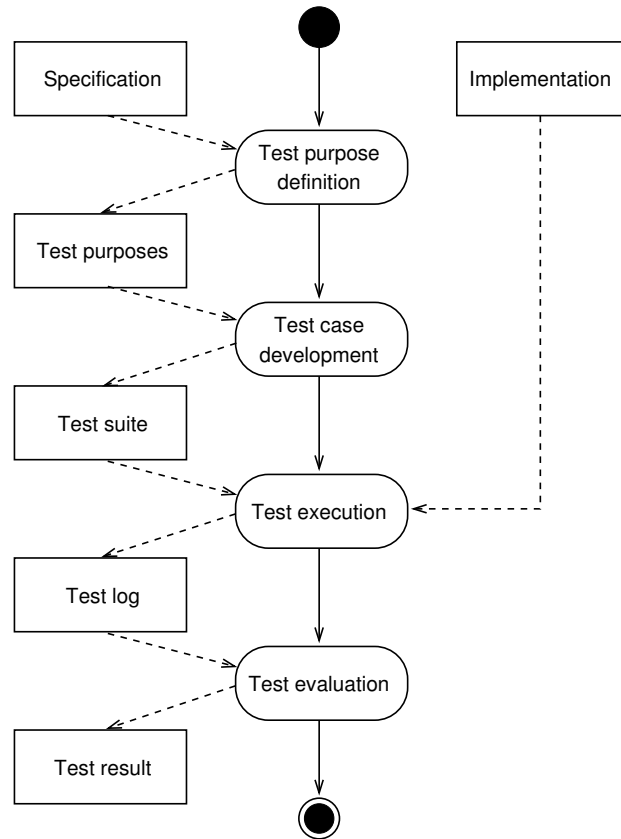 Specification
Implementation
Test purpose
definition
Test purposes
Test case
development
Test suite
Test execution
Test log
Test evaluation
Test result